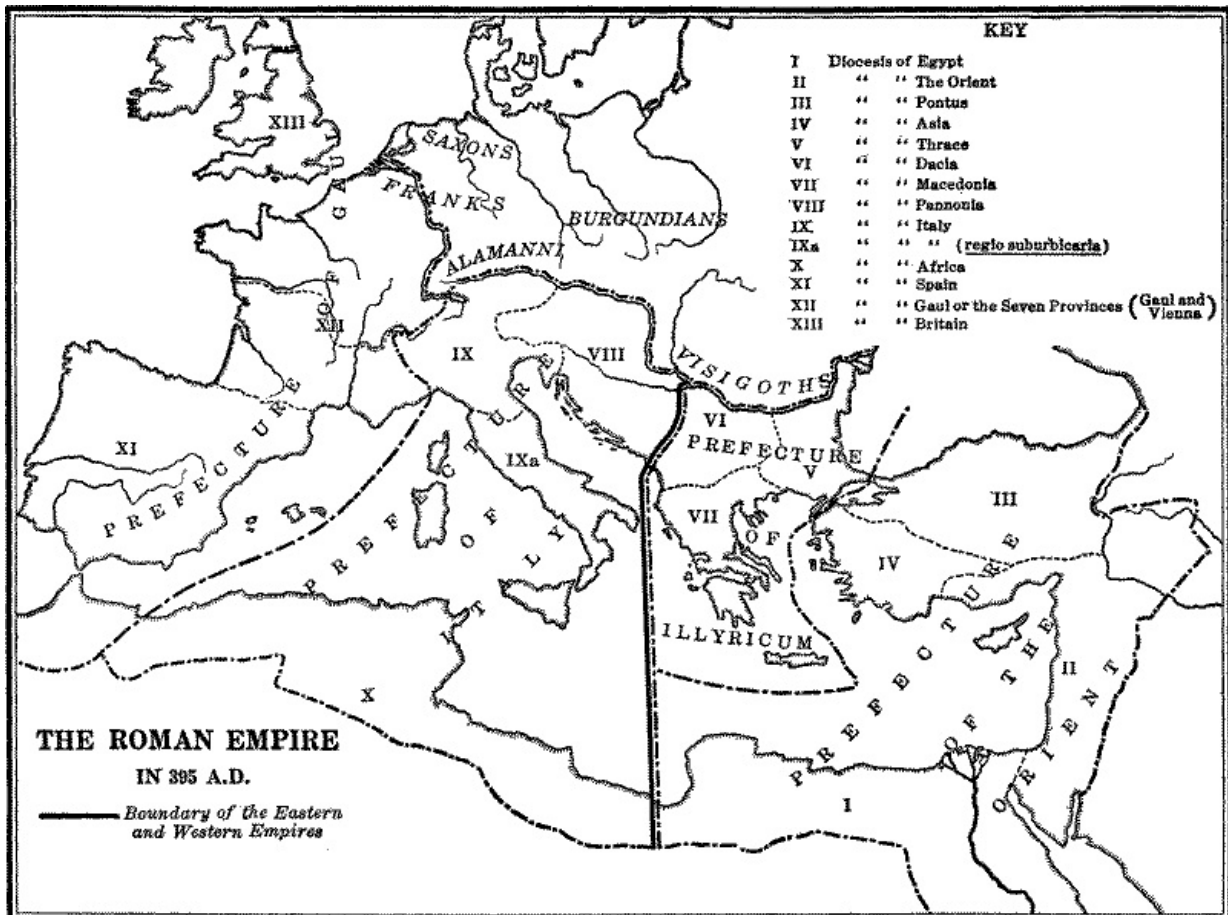 KEY
I Diocesis of Egypt
II " " The Orient
III " " Pontus
IV " " Asia
V " " Thrace
VI " " Dacia
VII " " Macedonia
VIII " " Pannonia
IX " " Italy
IXa " " " (regio suburbicaria)
X " " Africa
XI " " Spain
XII " " Gaul or the Seven Provinces (Gaul and Vienna)
XIII " " Britain
XIII
SAXONS
FRANKS
BURGUNDIANS
ALAMANNI
VISIGOTHS
PREFECTURE OF GAUL
XII
XI
IX
VIII
IXa
PREFECTURE OF ITALY
X
VI
PREFECTURE
V
VII
OF
ILLYRICUM
III
IV
PREFECTURE OF THE ORIENT
II
I
THE ROMAN EMPIRE
IN 395 A.D.
Boundary of the Eastern
and Western Empires